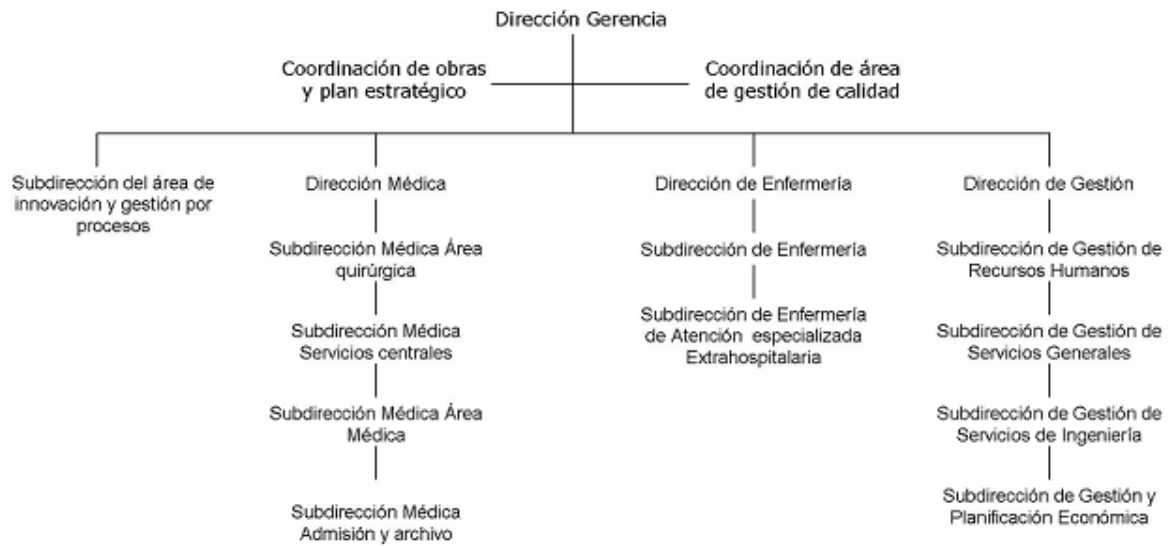 Dirección Gerencia
Coordinación de obras
y plan estratégico
Coordinación de área
de gestión de calidad
Subdirección del área de
innovación y gestión por
procesos
Dirección Médica
Subdirección Médica Área
quirúrgica
Subdirección Médica
Servicios centrales
Subdirección Médica Área
Médica
Subdirección Médica
Admisión y archivo
Dirección de Enfermería
Subdirección de Enfermería
Subdirección de Enfermería
de Atención especializada
Extrahospitalaria
Dirección de Gestión
Subdirección de Gestión de
Recursos Humanos
Subdirección de Gestión de
Servicios Generales
Subdirección de Gestión de
Servicios de Ingeniería
Subdirección de Gestión y
Planificación Económica